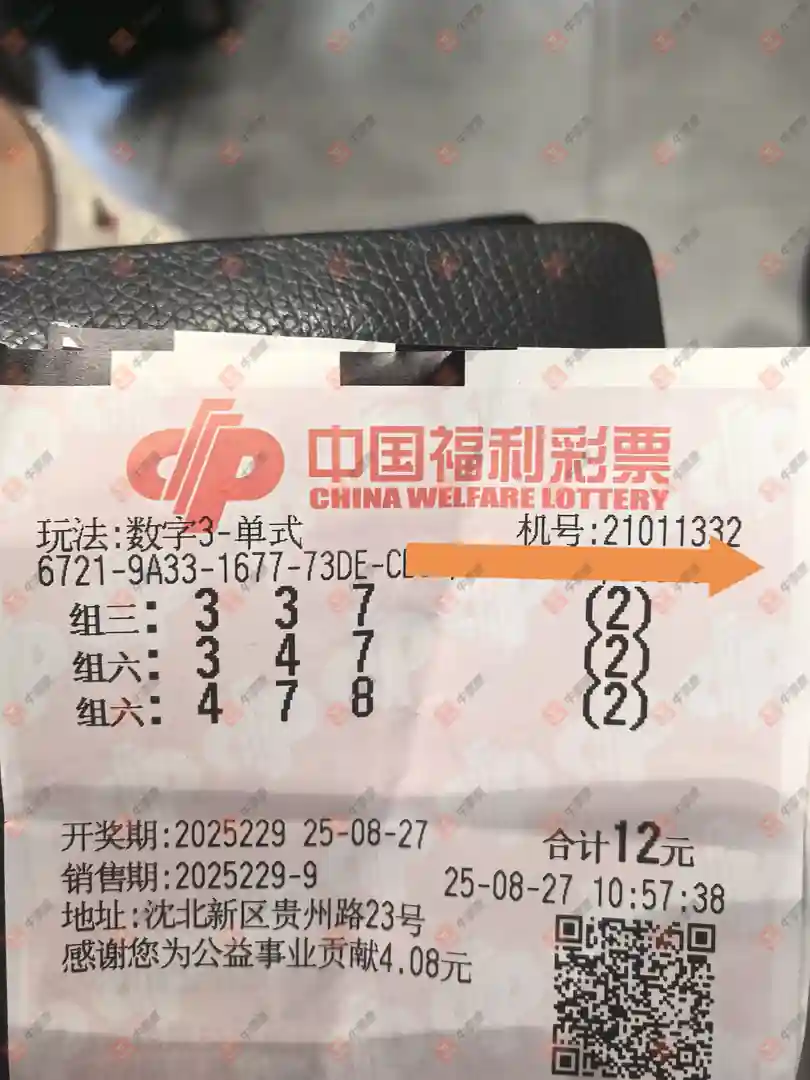 中国福利彩票
CHINA WELFARE LOTTERY
玩法:数字3-单式 机号:21011332
6721-9A33-1677-73DE-
组三: 3 3 7 (2)
组六: 3 4 7 (2)
组六: 4 7 8 (2)
开奖期:2025229 25-08-27 合计12元
销售期:2025229-9 25-08-27 10:57:38
地址:沈北新区贵州路23号
感谢您为公益事业贡献4.08元